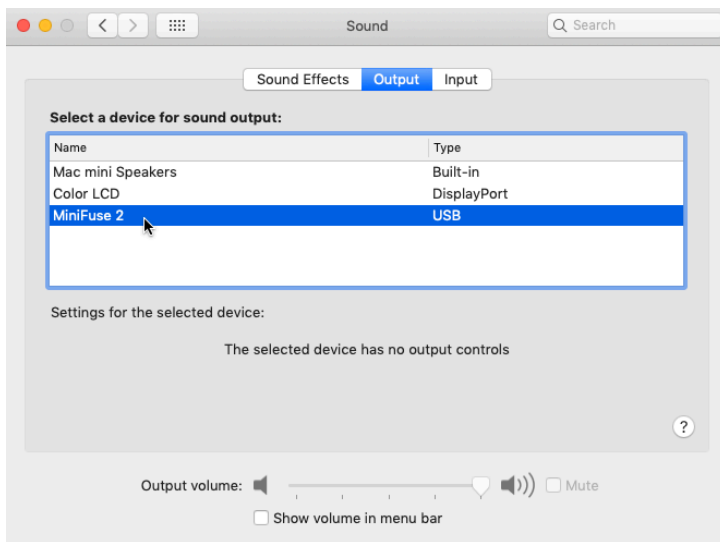 Sound
Search
Sound Effects Output Input
Select a device for sound output:
Name Type
Mac mini Speakers Built-in
Color LCD DisplayPort
MiniFuse 2 USB
Settings for the selected device:
The selected device has no output controls
?
Output volume: Mute
Show volume in menu bar